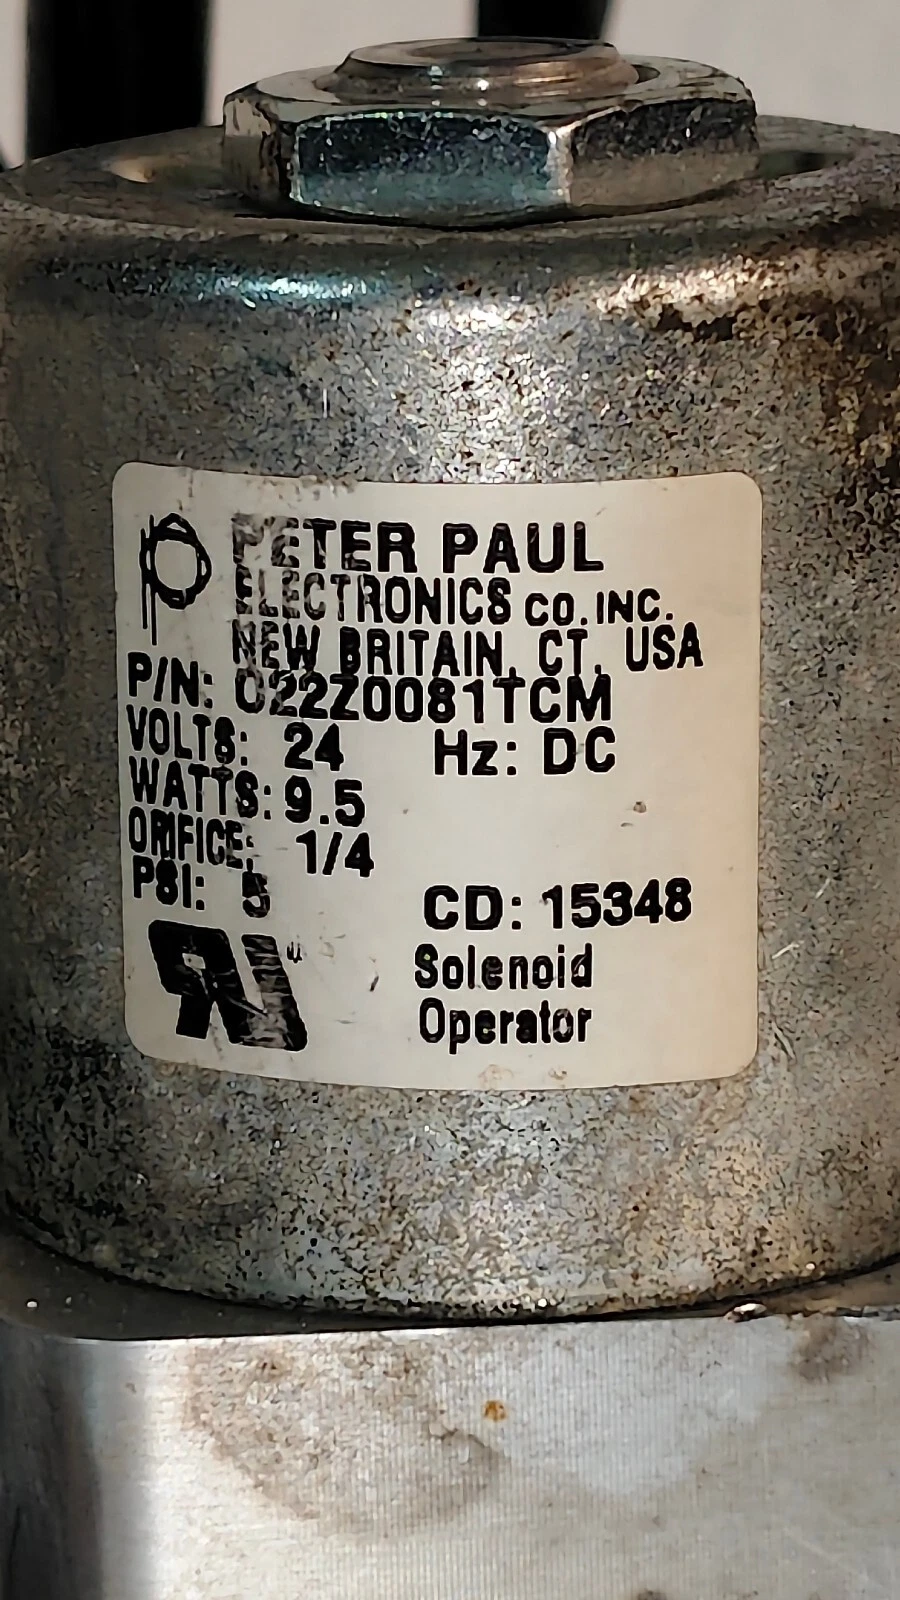 PETER PAUL
ELECTRONICS CO. INC.
NEW BRITAIN, CT, USA
P/N: 022Z0081TCM
VOLTS: 24 Hz: DC
WATTS: 9.5
ORIFICE: 1/4
PSI: 5
CD: 15348
Solenoid
Operator